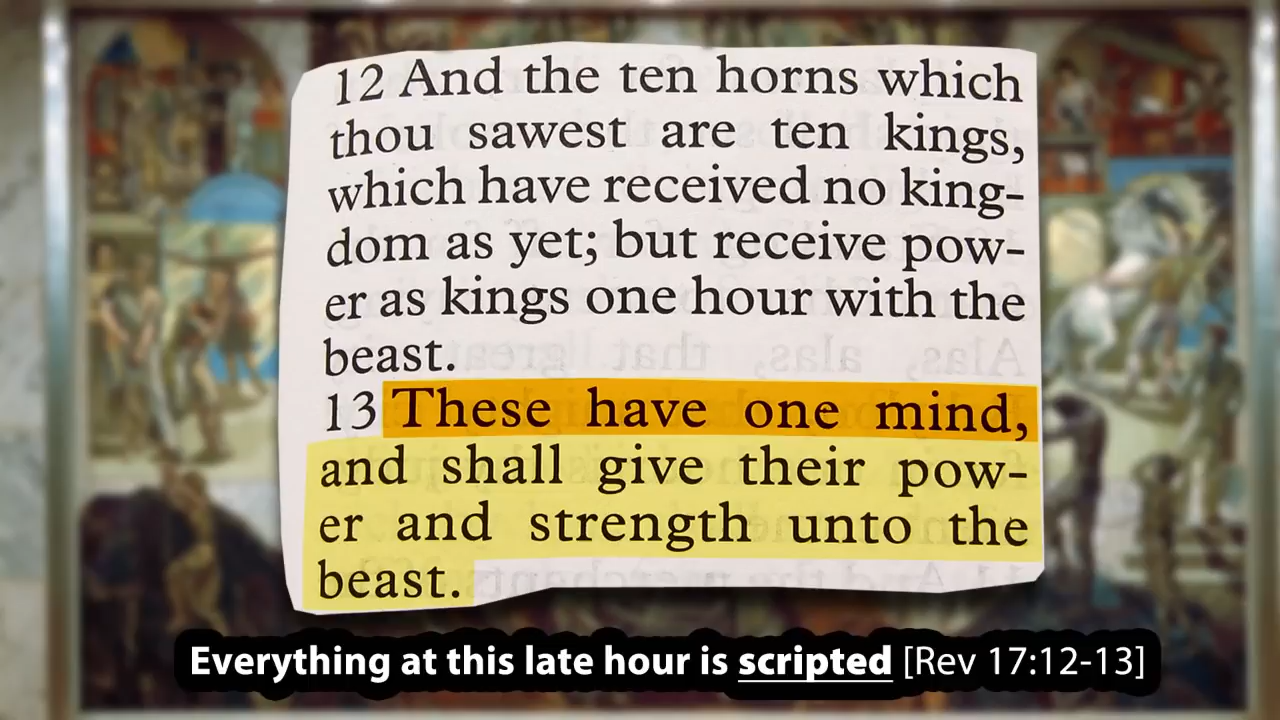 12 And the ten horns which
thou sawest are ten kings,
which have received no king-
dom as yet; but receive pow-
er as kings one hour with the
beast.
13 These have one mind,
and shall give their pow-
er and strength unto the
beast.
Everything at this late hour is scripted [Rev 17:12-13]